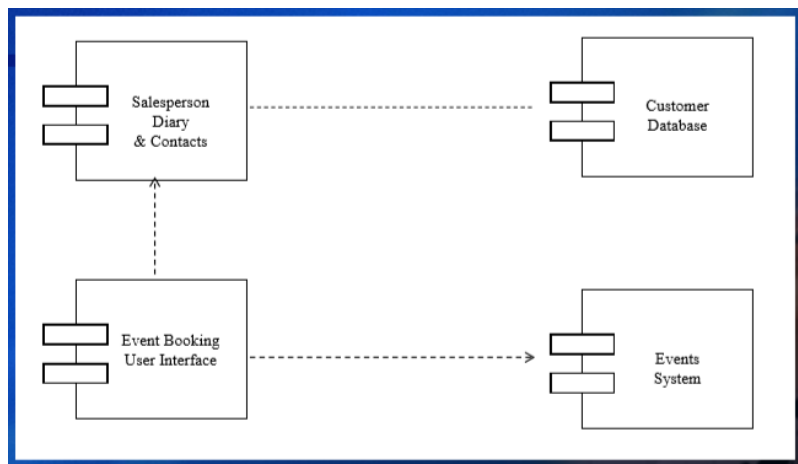 Salesperson
Diary
& Contacts
Customer
Database
Event Booking
User Interface
Events
System